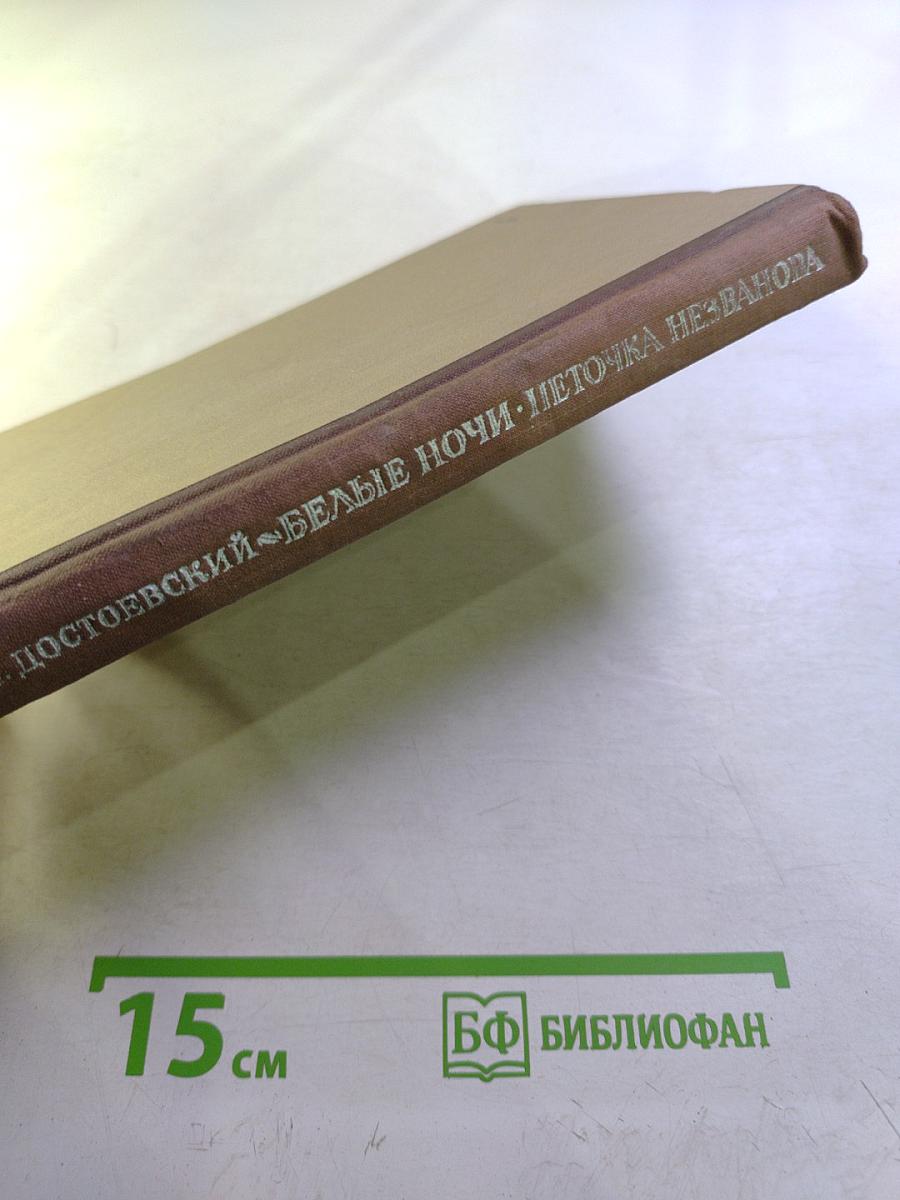 ДОСТОЕВСКИЙ БЕЛЫЕ НОЧИ · НЕТОЧКА НЕЗВАНОВА
15 см
БФ БИБЛИОФАН